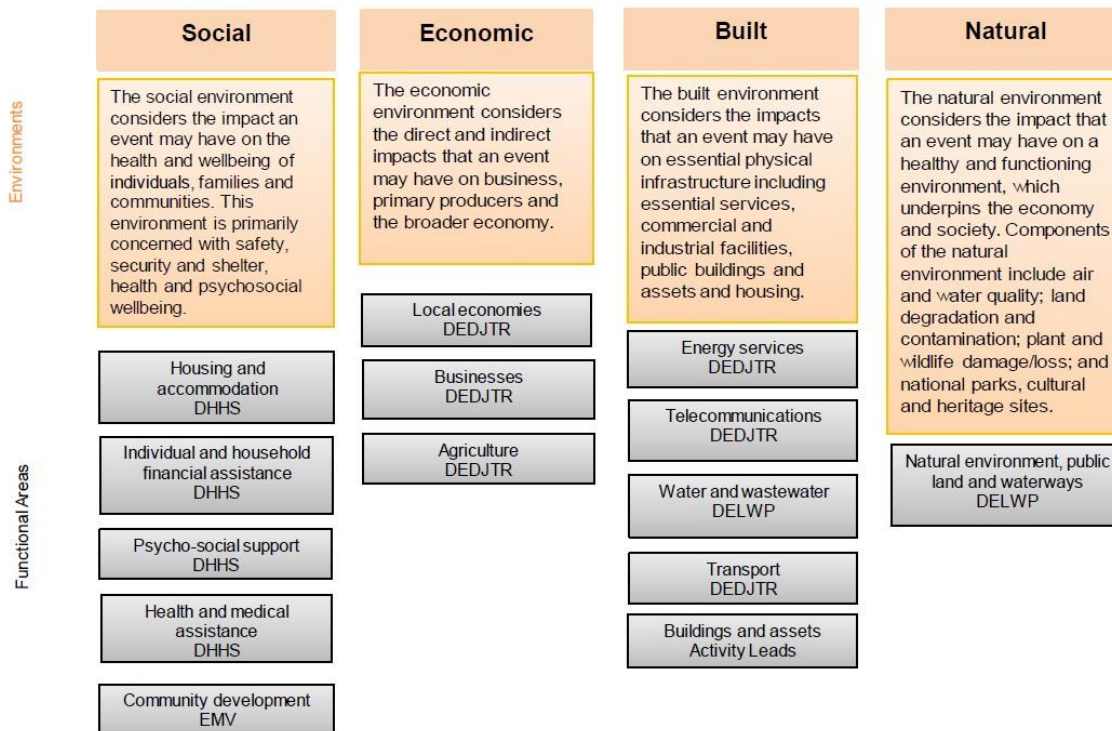 Social
Economic
Built
Natural
Environments
The social environment
considers the impact an
event may have on the
health and wellbeing of
individuals, families and
communities. This
environment is primarily
concerned with safety,
security and shelter,
health and psychosocial
wellbeing.
The economic
environment considers
the direct and indirect
impacts that an event
may have on business,
primary producers and
the broader economy.
The built environment
considers the impacts
that an event may have
on essential physical
infrastructure including
essential services,
commercial and
industrial facilities,
public buildings and
assets and housing.
The natural environment
considers the impact that
an event may have on a
healthy and functioning
environment, which
underpins the economy
and society. Components
of the natural
environment include air
and water quality; land
degradation and
contamination; plant and
wildlife damage/loss; and
national parks, cultural
and heritage sites.
Functional Areas
Housing and
accommodation
DHHS
Individual and household
financial assistance
DHHS
Psycho-social support
DHHS
Health and medical
assistance
DHHS
Community development
EMV
Local economies
DEDJTR
Businesses
DEDJTR
Agriculture
DEDJTR
Energy services
DEDJTR
Telecommunications
DEDJTR
Water and wastewater
DELWP
Transport
DEDJTR
Buildings and assets
Activity Leads
Natural environment, public
land and waterways
DELWP